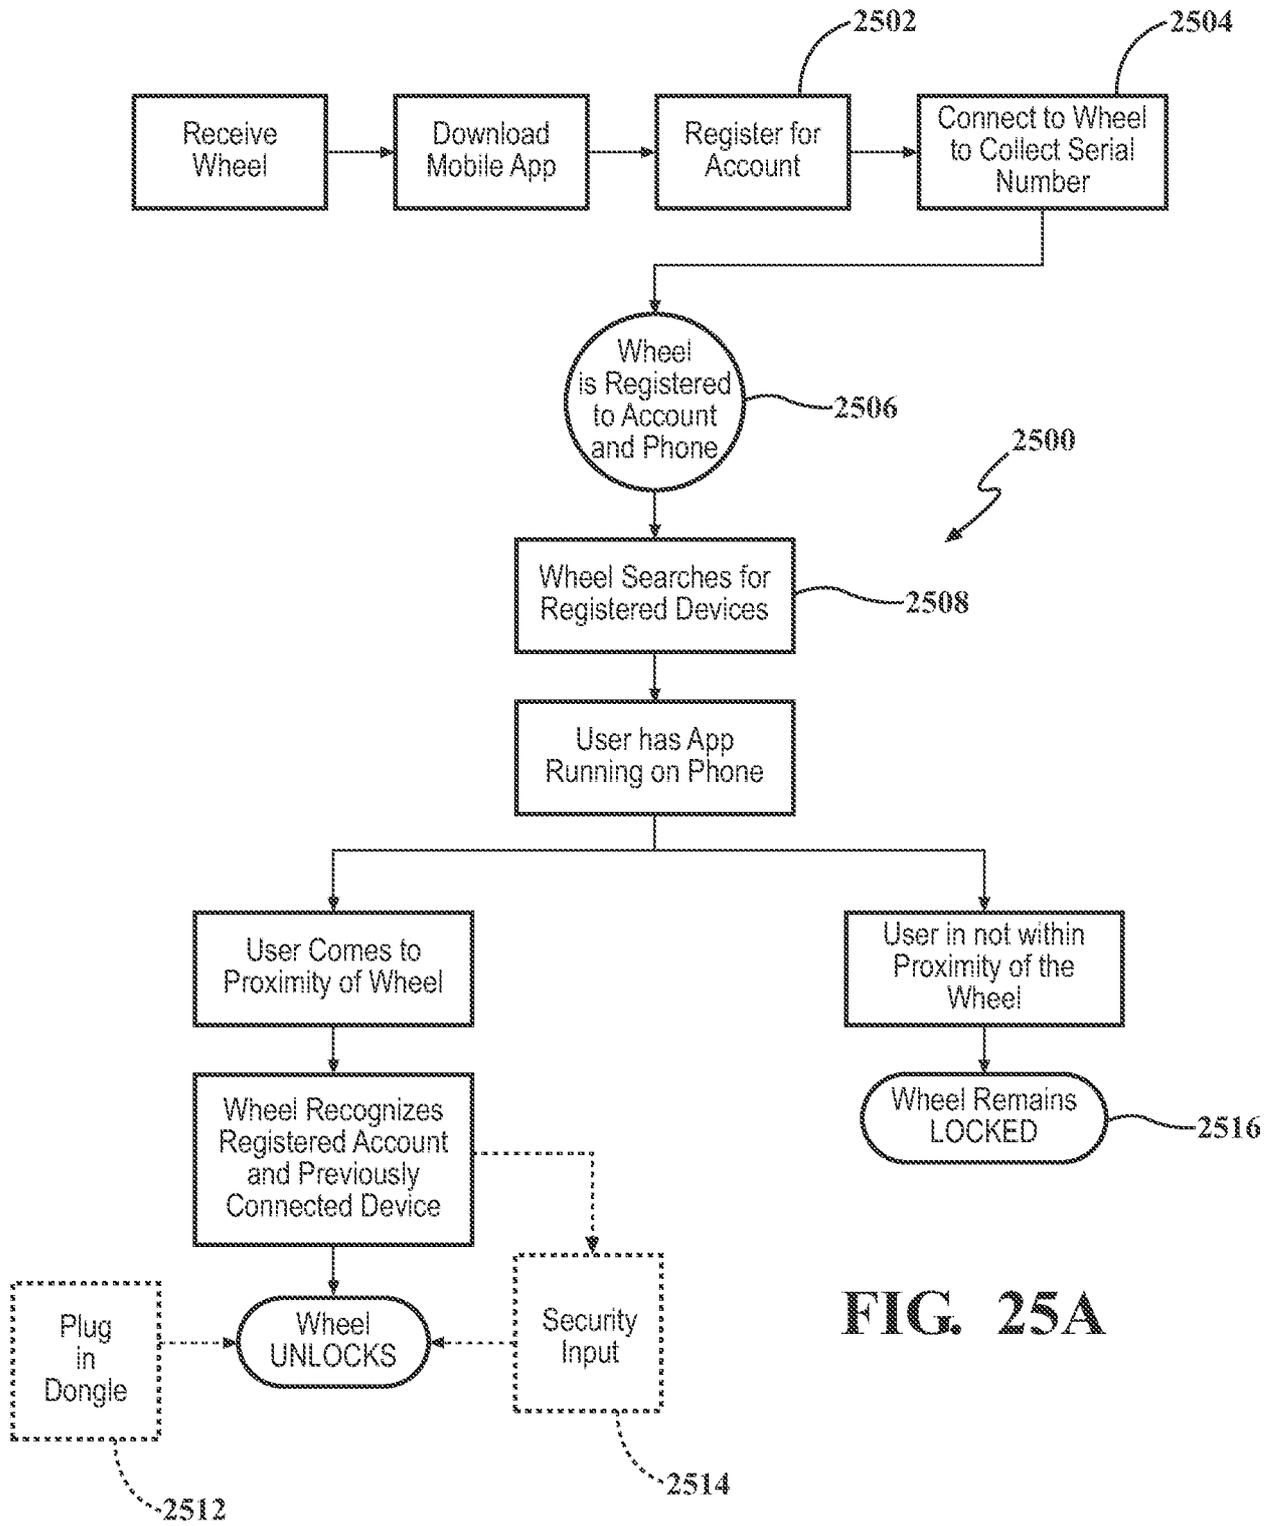 2502
2504
Receive
Wheel
Download
Mobile App
Register for
Account
Connect to Wheel
to Collect Serial
Number
Wheel
is Registered
to Account
and Phone
2506
2500
Wheel Searches for
Registered Devices
2508
User has App
Running on Phone
User Comes to
Proximity of Wheel
User in not within
Proximity of the
Wheel
Wheel Recognizes
Registered Account
and Previously
Connected Device
Wheel Remains
LOCKED
2516
Plug
in
Dongle
Wheel
UNLOCKS
Security
Input
FIG. 25A
2512
2514